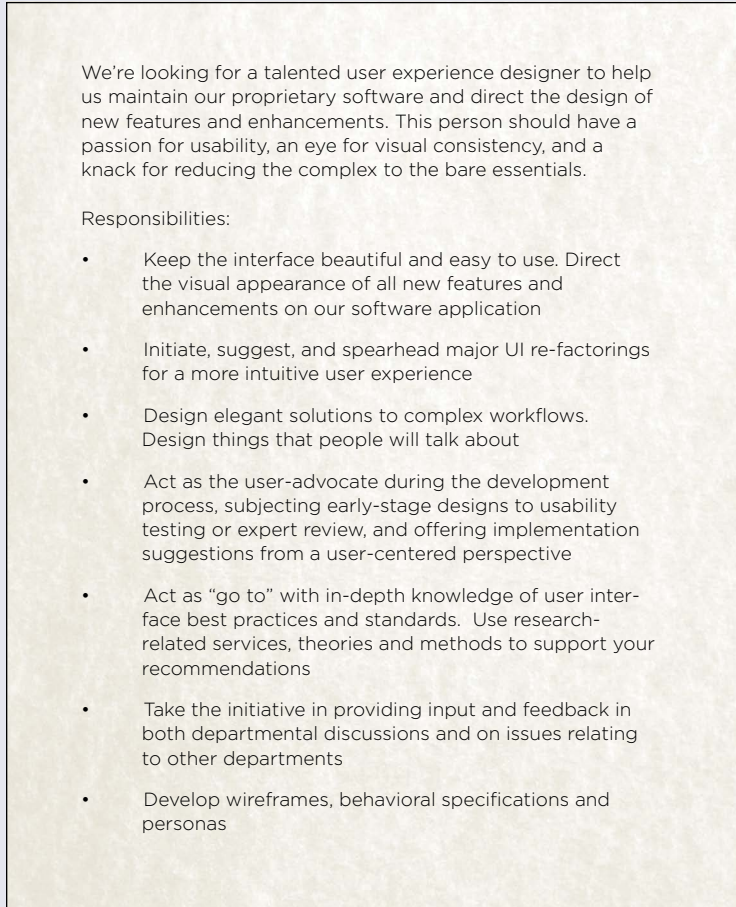 We’re looking for a talented user experience designer to help
us maintain our proprietary software and direct the design of
new features and enhancements. This person should have a
passion for usability, an eye for visual consistency, and a
knack for reducing the complex to the bare essentials.
Responsibilities:
• Keep the interface beautiful and easy to use. Direct
the visual appearance of all new features and
enhancements on our software application
• Initiate, suggest, and spearhead major UI re-factorings
for a more intuitive user experience
• Design elegant solutions to complex workflows.
Design things that people will talk about
• Act as the user-advocate during the development
process, subjecting early-stage designs to usability
testing or expert review, and offering implementation
suggestions from a user-centered perspective
• Act as “go to” with in-depth knowledge of user inter-
face best practices and standards.  Use research-
related services, theories and methods to support your
recommendations
• Take the initiative in providing input and feedback in
both departmental discussions and on issues relating
to other departments
• Develop wireframes, behavioral specifications and
personas